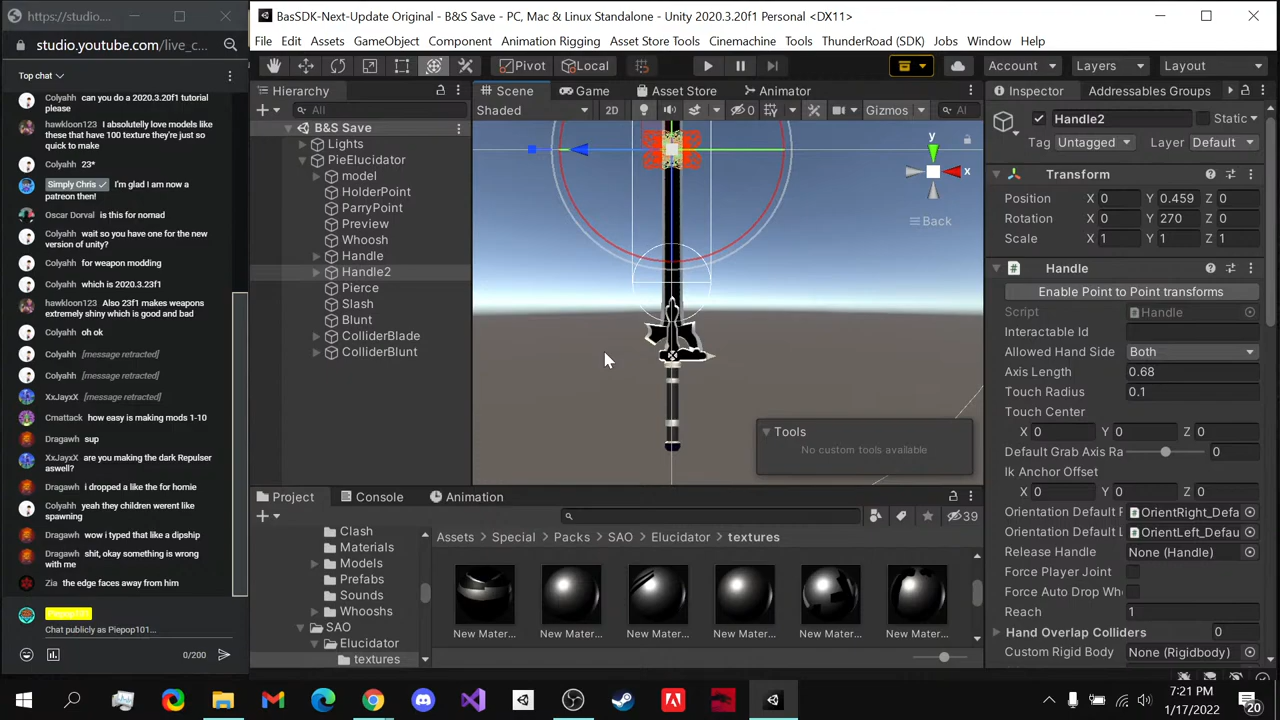 https://...
studio.youtube.com/live_c...
Top chat
Colyahh can you do a 2020.3.20f1 tutorial
please
hawkloon123 I absolutelly love models like
these that have 100 texture they're just so
quick to make
Colyahh 23*
Simply Chris I'm glad I am now a
patreon then!
Oscar Dorval is this for nomad
Colyahh wait so you have one for the new
version of unity?
Colyahh for weapon modding
Colyahh which is 2020.3.23f1
hawkloon123 Also 23f1 makes weapons
extremely shiny which is good and bad
Colyahh oh ok
Colyahh [message retracted]
Colyahh [message retracted]
XxJayxX [message retracted]
Cmattack how easy is making mods 1-10
Dragawh sup
XxJayxX are you making the dark Repulser
aswell?
Dragawh i dropped a like the for homie
Colyahh yeah they children werent like
spawning
Dragawh wow i typed that like a dipship
Dragawh shit, okay something is wrong
with me
Zia the edge faces away from him
Piepop101
Chat publicly as Piepop101...
0/200
BasSDK-Next-Update Original - B&S Save - PC, Mac & Linux Standalone - Unity 2020.3.20f1 Personal <DX11>
File Edit Assets GameObject Component Animation Rigging Asset Store Tools Cinemachine Tools ThunderRoad (SDK) Jobs Window Help
Pivot Local Account Layers Layout
Hierarchy
All
B&S Save
Lights
PieElucidator
model
HolderPoint
ParryPoint
Preview
Whoosh
Handle
Handle2
Pierce
Slash
Blunt
ColliderBlade
ColliderBlunt
Scene Game Asset Store Animator
Shaded 2D 0 Gizmos Al
y
x
Back
Tools
No custom tools available
Inspector Addressables Groups
Handle2 Static
Tag Untagged Layer Default
Transform
Position X 0 Y 0.459 Z 0
Rotation X 0 Y 270 Z 0
Scale X 1 Y 1 Z 1
Handle
Enable Point to Point transforms
Script Handle
Interactable Id
Allowed Hand Side Both
Axis Length 0.68
Touch Radius 0.1
Touch Center
X 0 Y 0 Z 0
Default Grab Axis Ra 0
Ik Anchor Offset
X 0 Y 0 Z 0
Orientation Default OrientRight_Defa
Orientation Default OrientLeft_Defau
Release Handle None (Handle)
Force Player Joint
Force Auto Drop Wh
Reach 1
Hand Overlap Colliders 0
Custom Rigid Body None (Rigidbody)
Project Console Animation
39
Clash
Materials
Models
Prefabs
Sounds
Whooshs
SAO
Elucidator
textures
Assets Special Packs SAO Elucidator textures
New Mater... New Mater... New Mater... New Mater... New Mater... New Mater...
7:21 PM
1/17/2022
20